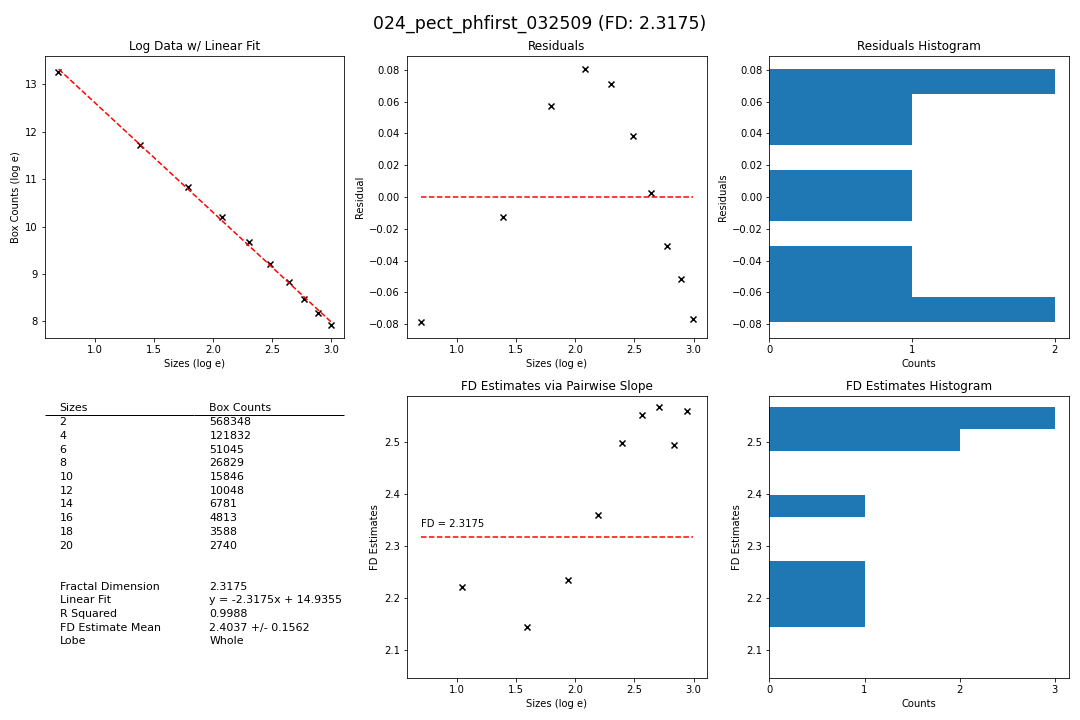 024_pect_phfirst_032509 (FD: 2.3175)
Log Data w/ Linear Fit
Box Counts (log e)
13
12
11
10
9
8
1.0 1.5 2.0 2.5 3.0
Sizes (log e)
Residuals
Residual
0.08
0.06
0.04
0.02
0.00
−0.02
−0.04
−0.06
−0.08
1.0 1.5 2.0 2.5 3.0
Sizes (log e)
Residuals Histogram
Residuals
0.08
0.06
0.04
0.02
0.00
−0.02
−0.04
−0.06
−0.08
0 1 2
Counts
Sizes Box Counts
2 568348
4 121832
6 51045
8 26829
10 15846
12 10048
14 6781
16 4813
18 3588
20 2740
Fractal Dimension 2.3175
Linear Fit y = -2.3175x + 14.9355
R Squared 0.9988
FD Estimate Mean 2.4037 +/- 0.1562
Lobe Whole
FD Estimates via Pairwise Slope
FD Estimates
2.5
2.4
2.3
2.2
2.1
FD = 2.3175
1.0 1.5 2.0 2.5 3.0
Sizes (log e)
FD Estimates Histogram
FD Estimates
2.5
2.4
2.3
2.2
2.1
0 1 2 3
Counts